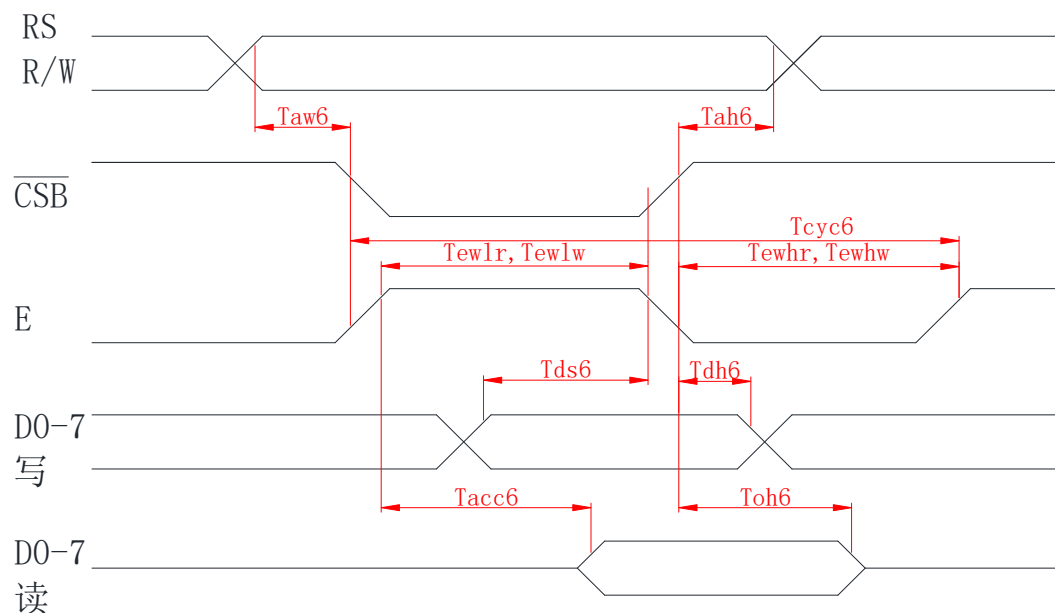 RS
R/W
Taw6
Tah6
CSB
Tcyc6
Tewlr,Tewlw
Tewhr,Tewhw
E
Tds6
Tdh6
D0-7
写
Tacc6
Toh6
D0-7
读